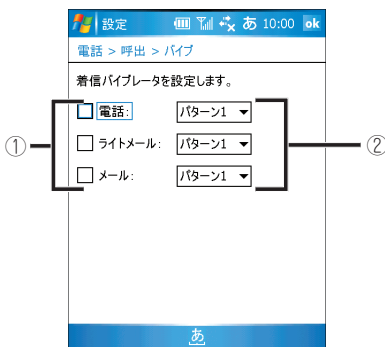 設定 あ 10:00 ok
電話 > 呼出 > バイブ
着信バイブレータを設定します。
電話: パターン1
① ②
ライトメール: パターン1
メール: パターン1
あ